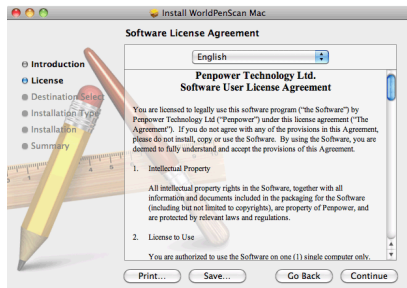 Install WorldPenScan Mac
Software License Agreement
English
Introduction
License
Destination Select
Installation Type
Installation
Summary
Penpower Technology Ltd.
Software User License Agreement
You are licensed to legally use this software program ("the Software") by
Penpower Technology Ltd ("Penpower") under this license agreement ("The
Agreement"). If you do not agree with any of the provisions in this Agreement,
please do not install, copy or use the Software. By using the Software, you are
deemed to fully understand and accept the provisions of this Agreement.
1. Intellectual Property
All intellectual property rights in the Software, together with all
information and documents included in the packaging for the Software
(including but not limited to copyrights), are property of Penpower, and
are protected by relevant laws and regulations.
2. License to Use
You are authorized to use the Software on one (1) single computer only.
Print... Save... Go Back Continue